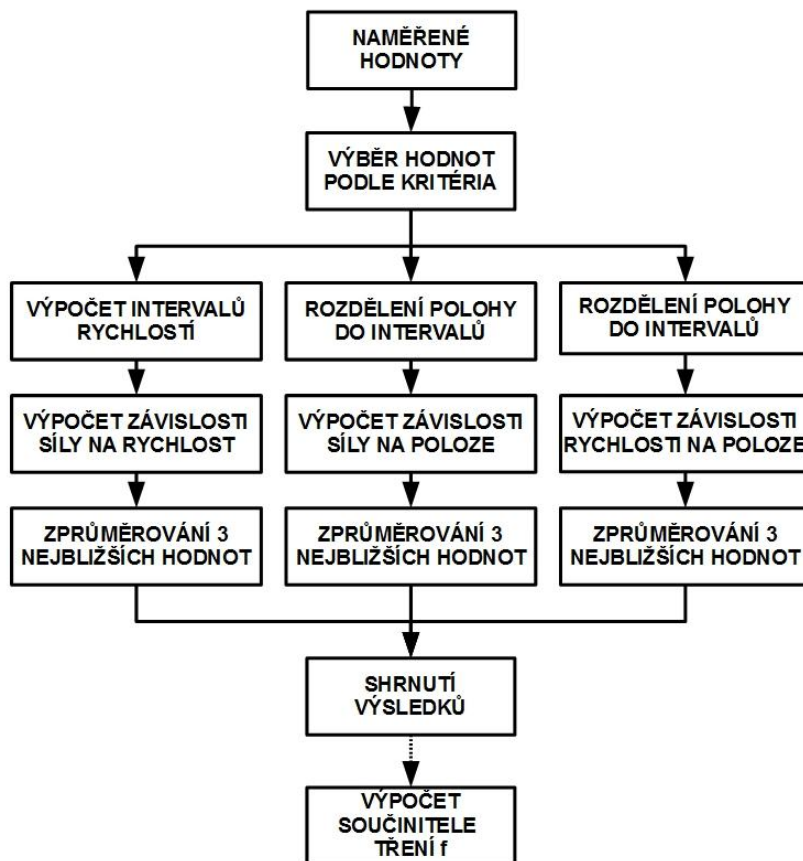 NAMĚŘENÉ
HODNOTY
VÝBĚR HODNOT
PODLE KRITÉRIA
VÝPOČET INTERVALŮ
RYCHLOSTÍ
ROZDĚLENÍ POLOHY
DO INTERVALŮ
ROZDĚLENÍ POLOHY
DO INTERVALŮ
VÝPOČET ZÁVISLOSTI
SÍLY NA RYCHLOST
VÝPOČET ZÁVISLOSTI
SÍLY NA POLOZE
VÝPOČET ZÁVISLOSTI
RYCHLOSTI NA POLOZE
ZPRŮMĚROVÁNÍ 3
NEJBLIŽŠÍCH HODNOT
ZPRŮMĚROVÁNÍ 3
NEJBLIŽŠÍCH HODNOT
ZPRŮMĚROVÁNÍ 3
NEJBLIŽŠÍCH HODNOT
SHRNUTÍ
VÝSLEDKŮ
VÝPOČET
SOUČINITELE
TŘENÍ f